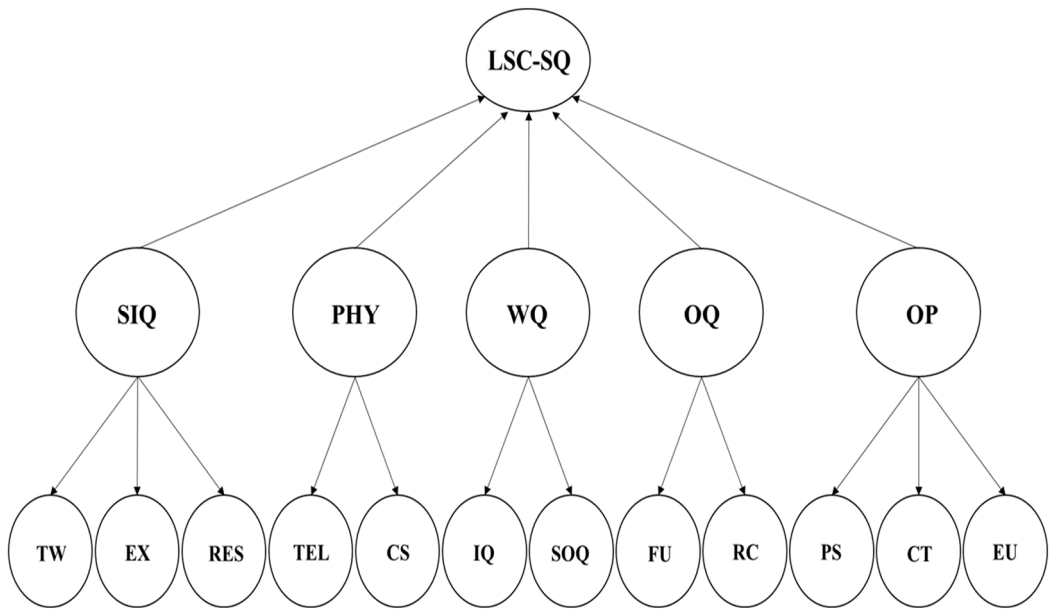 LSC-SQ
SIQ PHY WQ OQ OP
TW EX RES TEL CS IQ SOQ FU RC PS CT EU